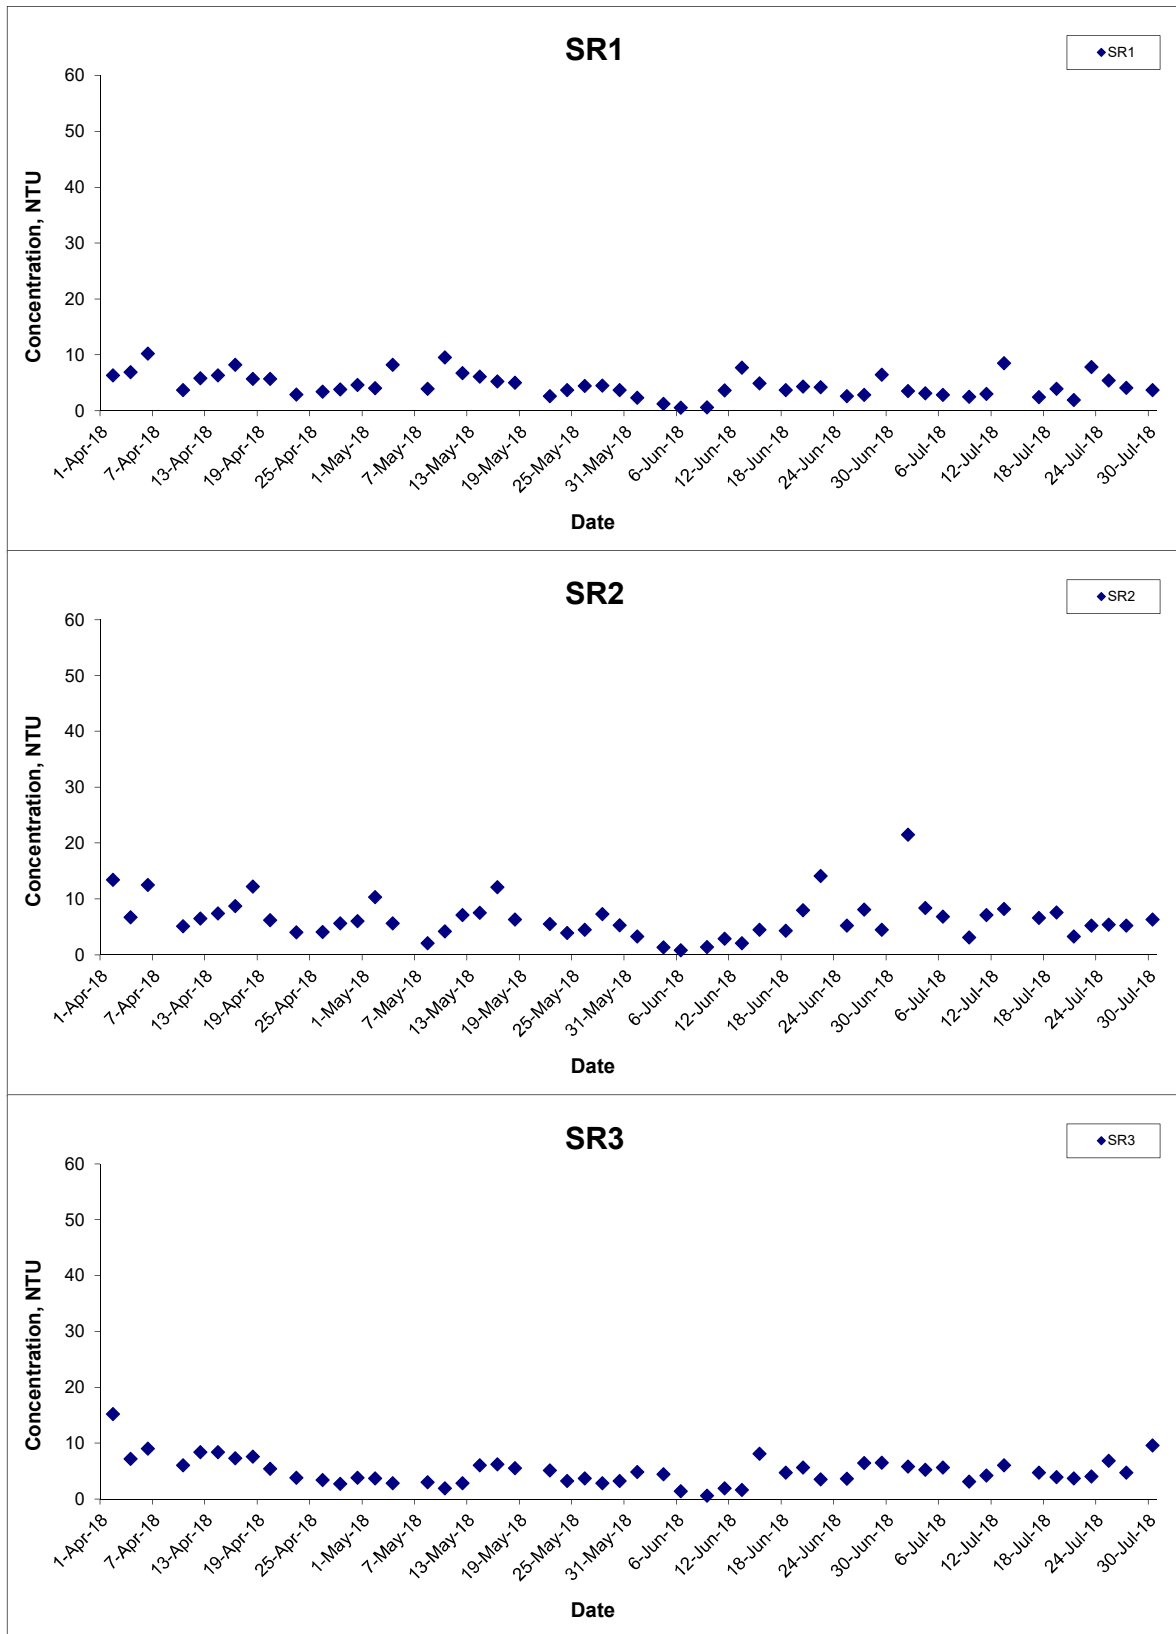 SR1
SR1
Concentration, NTU
60
50
40
30
20
10
0
1-Apr-18
7-Apr-18
13-Apr-18
19-Apr-18
25-Apr-18
1-May-18
7-May-18
13-May-18
19-May-18
25-May-18
31-May-18
6-Jun-18
12-Jun-18
18-Jun-18
24-Jun-18
30-Jun-18
6-Jul-18
12-Jul-18
18-Jul-18
24-Jul-18
30-Jul-18
Date
SR2
SR2
Concentration, NTU
60
50
40
30
20
10
0
1-Apr-18
7-Apr-18
13-Apr-18
19-Apr-18
25-Apr-18
1-May-18
7-May-18
13-May-18
19-May-18
25-May-18
31-May-18
6-Jun-18
12-Jun-18
18-Jun-18
24-Jun-18
30-Jun-18
6-Jul-18
12-Jul-18
18-Jul-18
24-Jul-18
30-Jul-18
Date
SR3
SR3
Concentration, NTU
60
50
40
30
20
10
0
1-Apr-18
7-Apr-18
13-Apr-18
19-Apr-18
25-Apr-18
1-May-18
7-May-18
13-May-18
19-May-18
25-May-18
31-May-18
6-Jun-18
12-Jun-18
18-Jun-18
24-Jun-18
30-Jun-18
6-Jul-18
12-Jul-18
18-Jul-18
24-Jul-18
30-Jul-18
Date